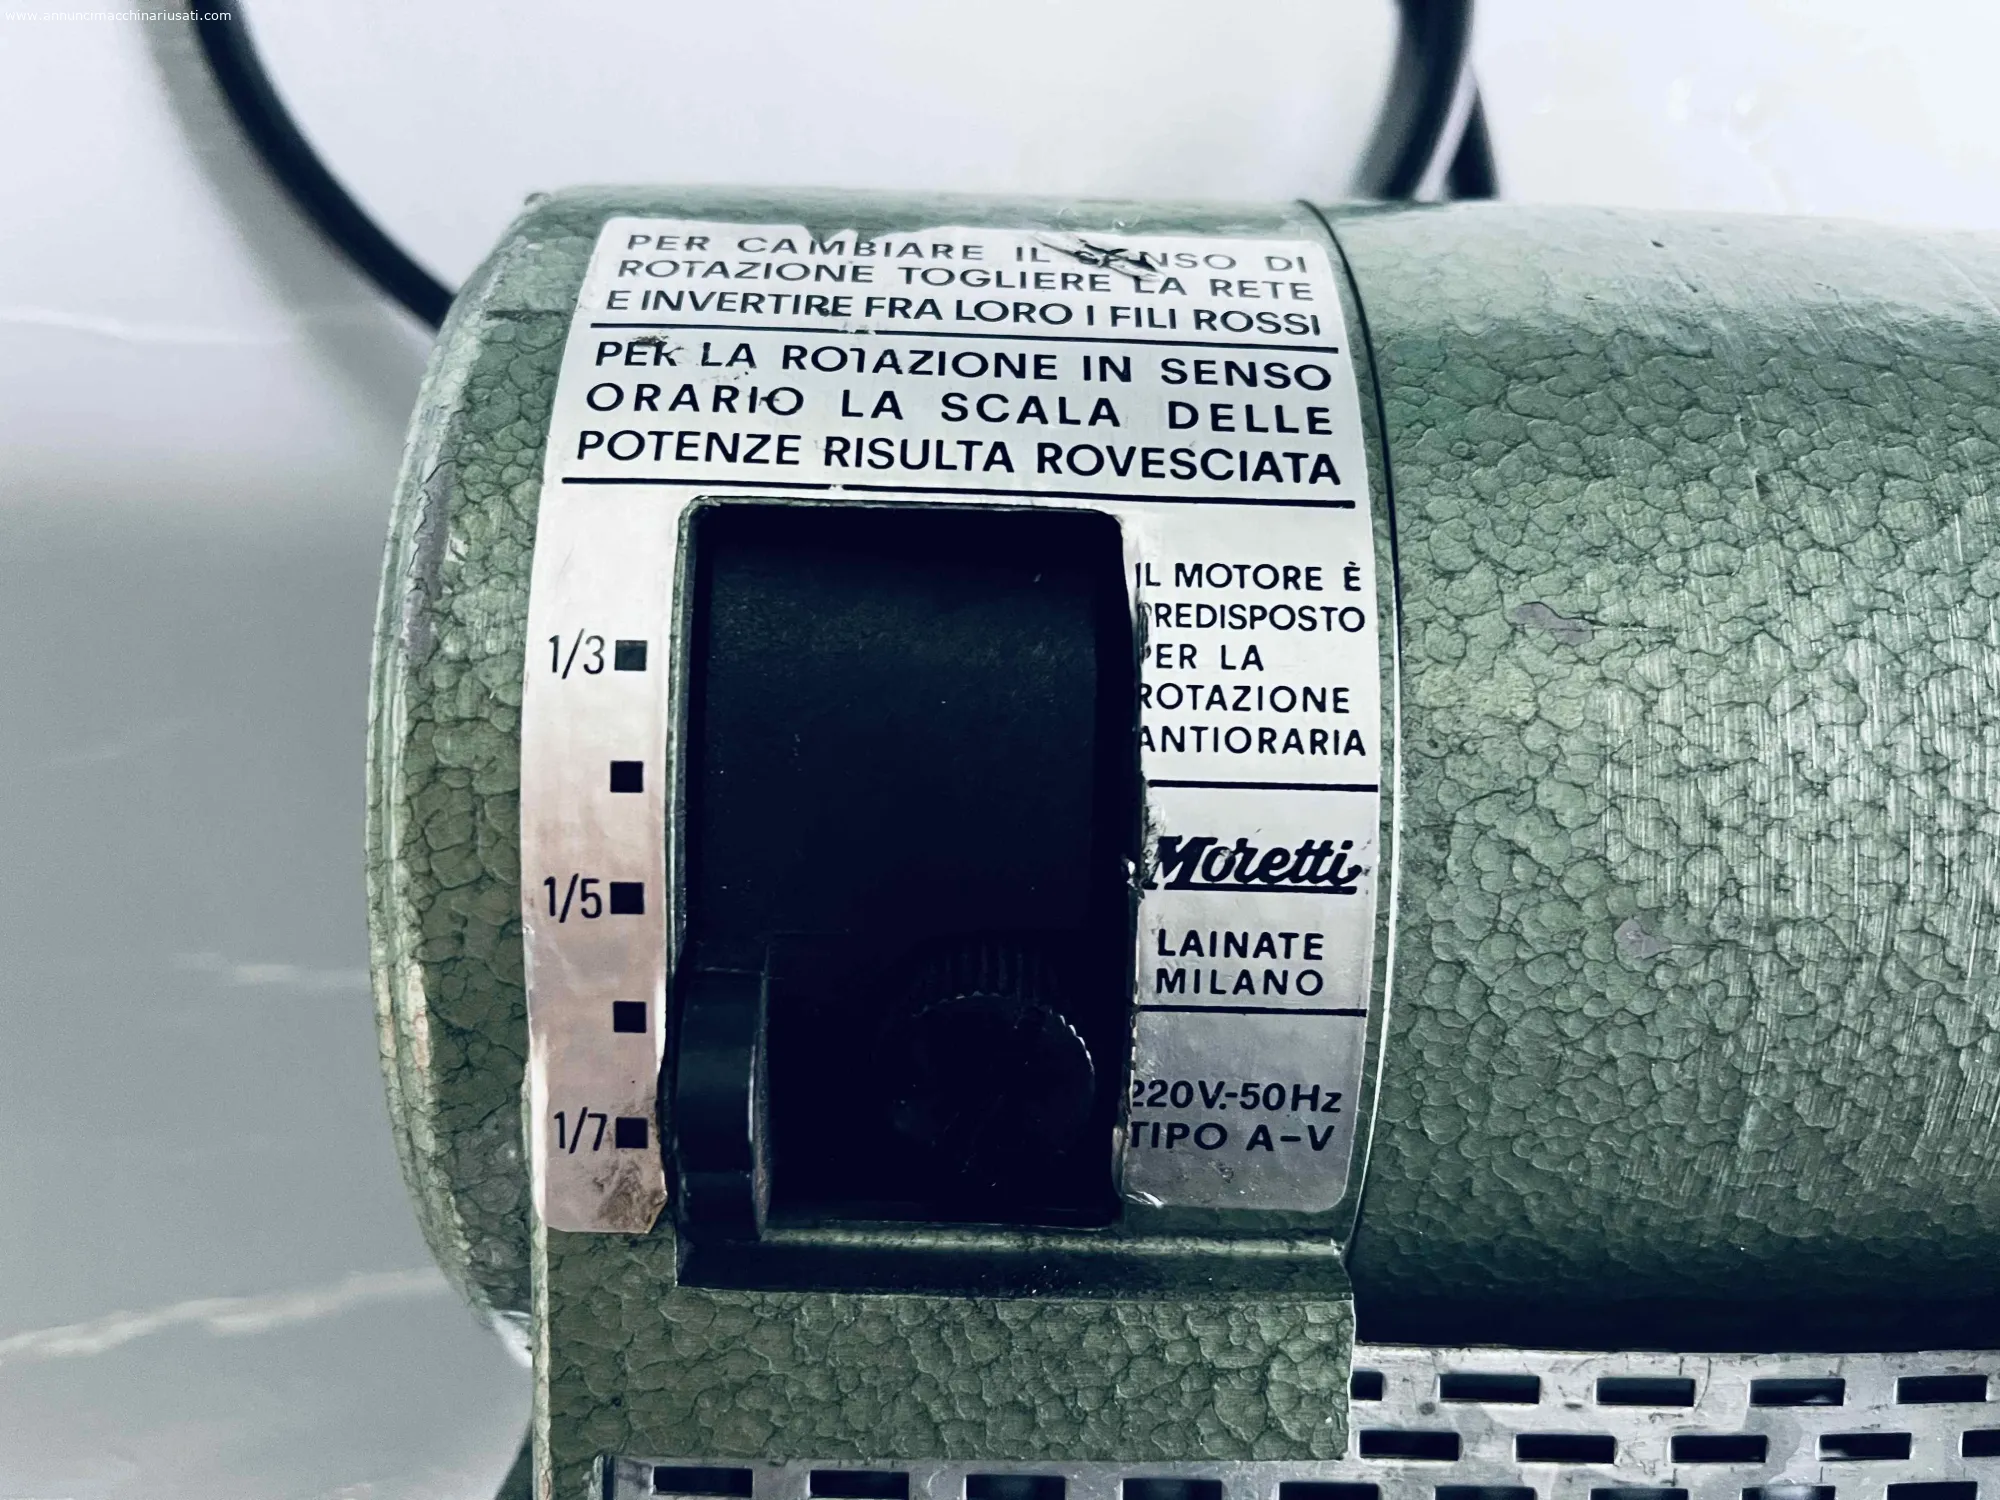 www.annuncimacchinariusati.com
PER CAMBIARE IL SENSO DI
ROTAZIONE TOGLIERE LA RETE
E INVERTIRE FRA LORO I FILI ROSSI
PER LA ROTAZIONE IN SENSO
ORARIO LA SCALA DELLE
POTENZE RISULTA ROVESCIATA
IL MOTORE È
PREDISPOSTO
PER LA
ROTAZIONE
ANTIORARIA
1/3
1/5
1/7
Moretti
LAINATE
MILANO
220V.-50Hz
TIPO A-V